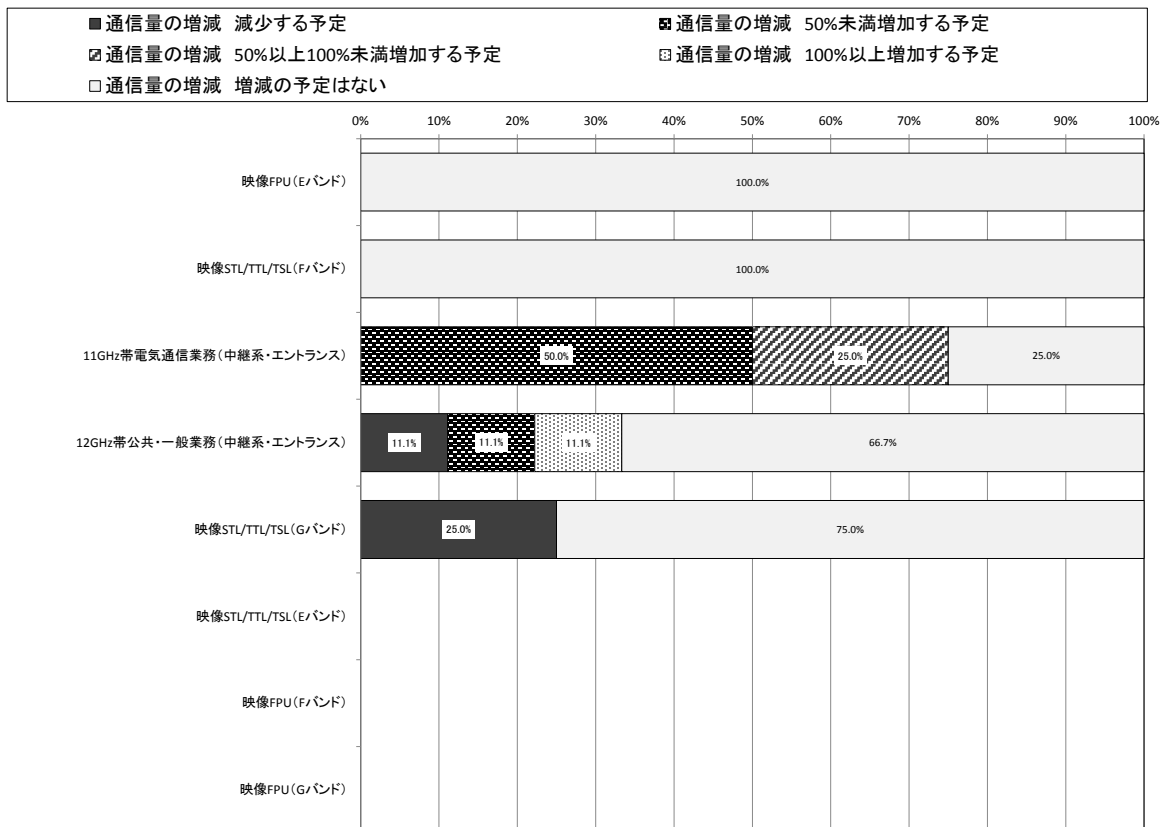 通信量の増減 減少する予定
通信量の増減 50%未満増加する予定
通信量の増減 50%以上100%未満増加する予定
通信量の増減 100%以上増加する予定
通信量の増減 増減の予定はない
0% 10% 20% 30% 40% 50% 60% 70% 80% 90% 100%
映像FPU(Eバンド)
100.0%
映像STL/TTL/TSL(Fバンド)
100.0%
11GHz帯電気通信業務(中継系・エントランス)
50.0% 25.0% 25.0%
12GHz帯公共・一般業務(中継系・エントランス)
11.1% 11.1% 11.1% 66.7%
映像STL/TTL/TSL(Gバンド)
25.0% 75.0%
映像STL/TTL/TSL(Eバンド)
映像FPU(Fバンド)
映像FPU(Gバンド)